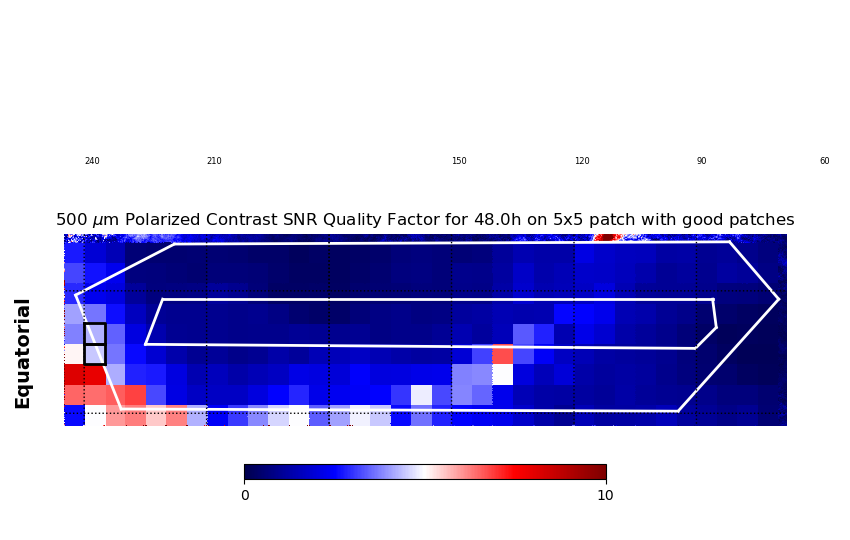 240 210 150 120 90 60
500 μm Polarized Contrast SNR Quality Factor for 48.0h on 5x5 patch with good patches
Equatorial
0 10